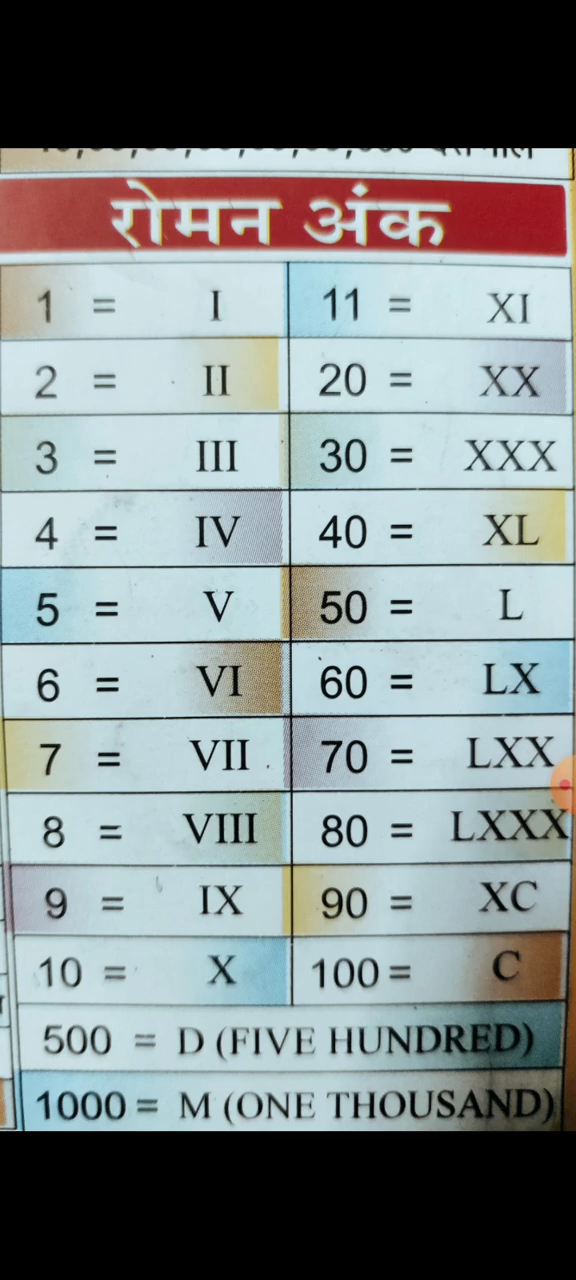 रोमन अंक
1 = I 11 = XI
2 = II 20 = XX
3 = III 30 = XXX
4 = IV 40 = XL
5 = V 50 = L
6 = VI 60 = LX
7 = VII 70 = LXX
8 = VIII 80 = LXXX
9 = IX 90 = XC
10 = X 100 = C
500 = D (FIVE HUNDRED)
1000 = M (ONE THOUSAND)